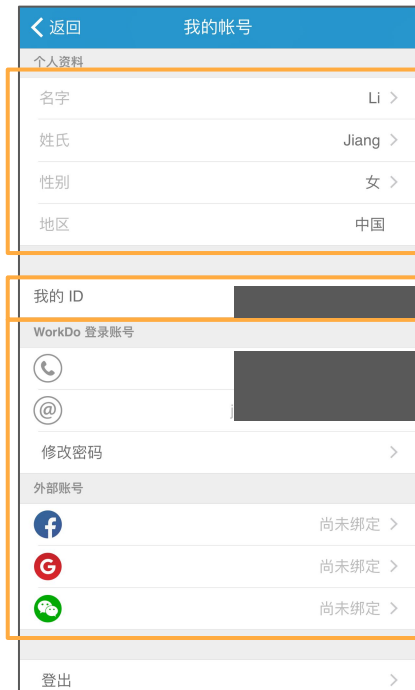 返回 我的帐号
个人资料
名字 Li
姓氏 Jiang
性别 女
地区 中国
我的 ID
WorkDo 登录账号
j
修改密码
外部账号
尚未绑定
尚未绑定
尚未绑定
登出